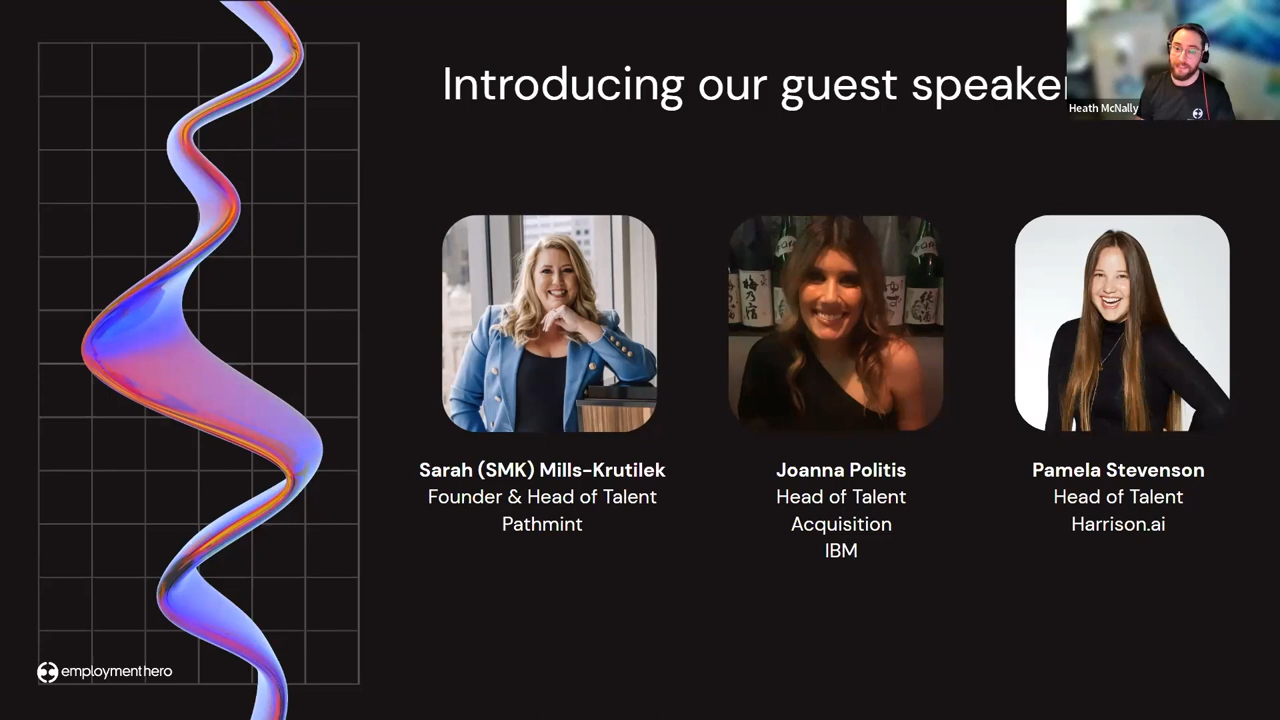 Introducing our guest speake
Heath McNally
Sarah (SMK) Mills-Krutilek
Founder & Head of Talent
Pathmint
Joanna Politis
Head of Talent
Acquisition
IBM
Pamela Stevenson
Head of Talent
Harrison.ai
employmenthero